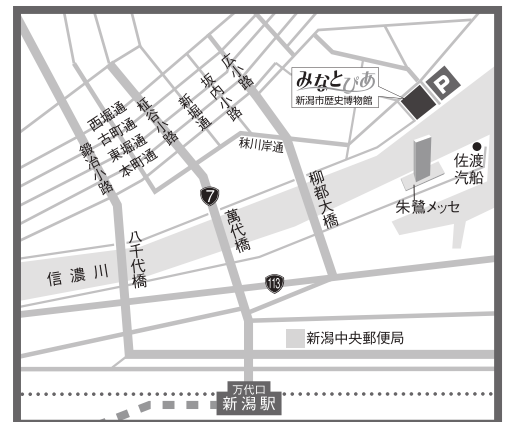 みなとぴあ
新潟市歴史博物館
P
広小路
坂内小路
新堀通
柾谷小路
西堀通
古町通
東堀通
本町通
鍛冶小路
秣川岸通
佐渡
汽船
朱鷺メッセ
柳都大橋
7
萬代橋
八千代橋
信濃川
113
新潟中央郵便局
万代口
新潟駅